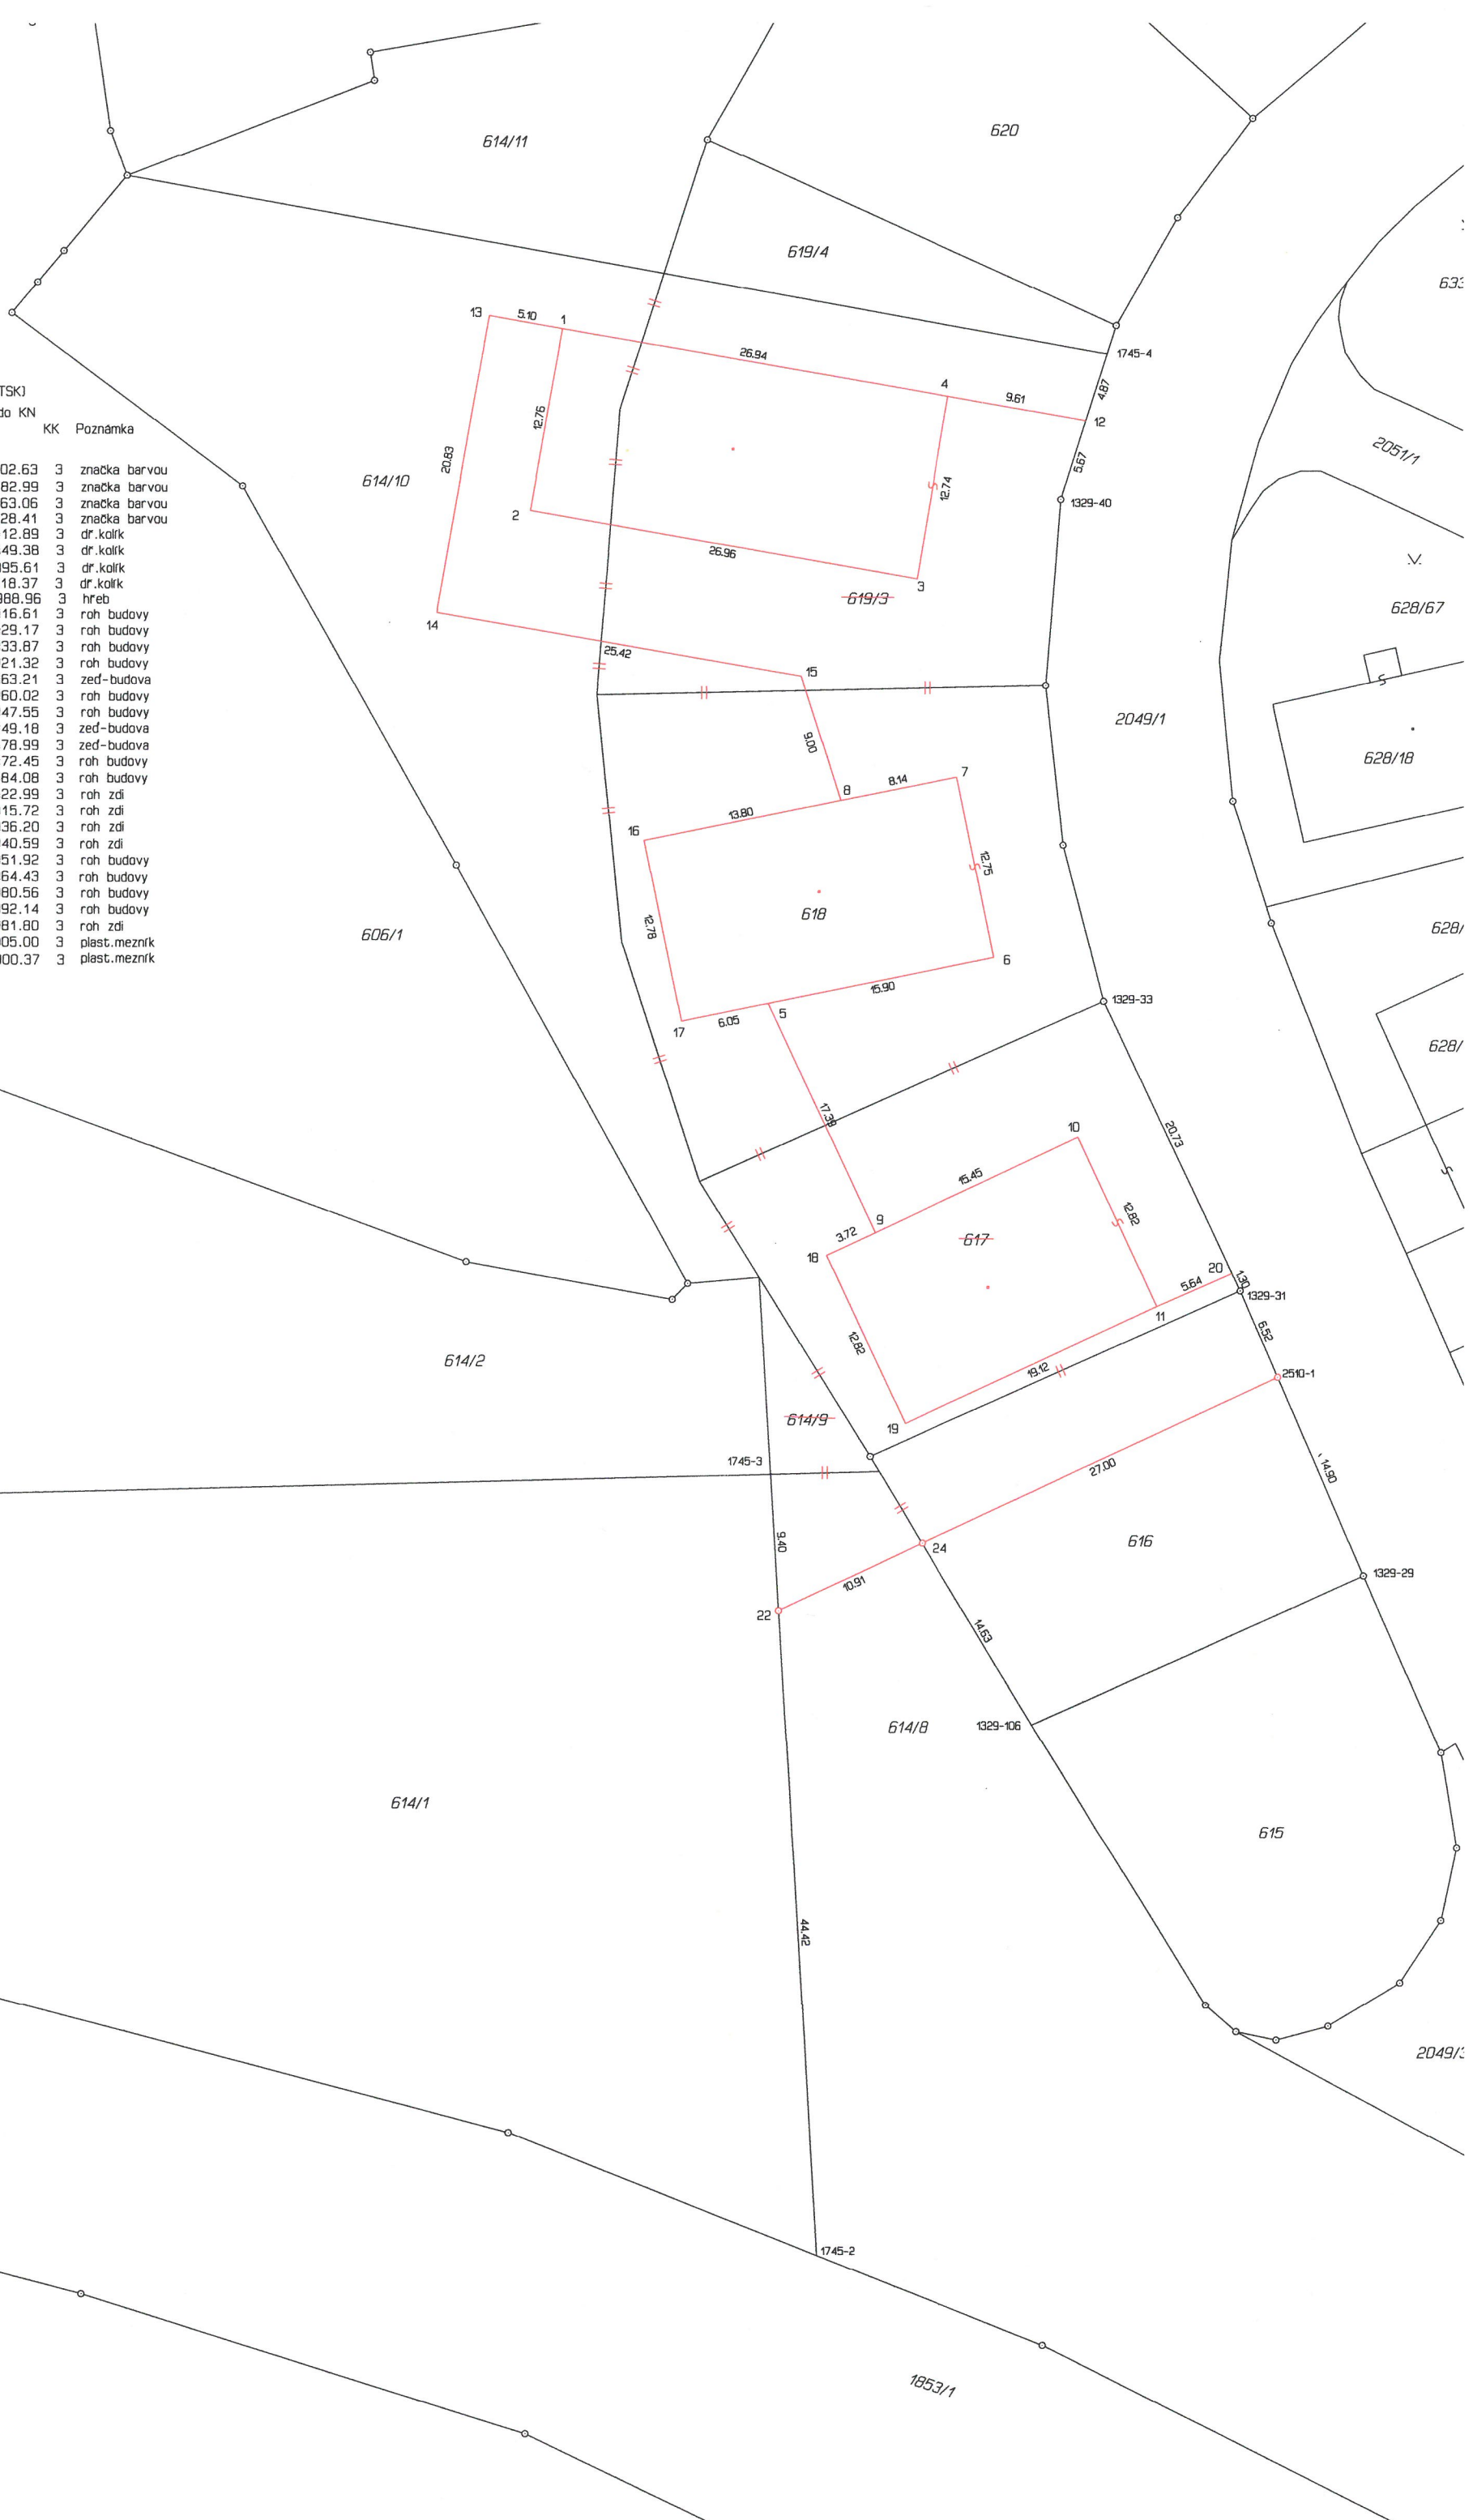 614/11
620
619/4
633
13
5.10
1
26.94
1745-4
4.87
4
9.61
12
5.67
2051/1
TSK)
do KN
KK Poznámka
02.63 3 značka barvou
82.99 3 značka barvou
63.06 3 značka barvou
28.41 3 značka barvou
12.89 3 dř.kolík
49.38 3 dř.kolík
95.61 3 dř.kolík
18.37 3 dř.kolík
988.96 3 hřeb
16.61 3 roh budovy
29.17 3 roh budovy
33.87 3 roh budovy
21.32 3 roh budovy
63.21 3 zeď-budova
60.02 3 roh budovy
47.55 3 roh budovy
49.18 3 zeď-budova
78.99 3 zeď-budova
72.45 3 roh budovy
84.08 3 roh budovy
22.99 3 roh zdi
15.72 3 roh zdi
36.20 3 roh zdi
40.59 3 roh zdi
51.92 3 roh budovy
64.43 3 roh budovy
80.56 3 roh budovy
92.14 3 roh budovy
81.80 3 roh zdi
05.00 3 plast.mezník
00.37 3 plast.mezník
12.76
20.83
614/10
12.74
1329-40
2
26.96
3
619/3
628/67
14
25.42
15
2049/1
628/18
9.00
8
8.14
7
13.80
16
12.75
12.78
618
628/
606/1
6
15.90
5
6.05
17
1329-33
628/
17.39
10
20.73
15.45
12.82
9
3.72
18
617
20
1.30
5.64
1329-31
11
6.52
12.82
614/2
19.12
2510-1
614/9
19
1745-3
27.00
14.90
9.40
24
616
10.91
1329-29
22
14.63
614/8
1329-106
614/1
615
44.42
2049/3
1745-2
1853/1